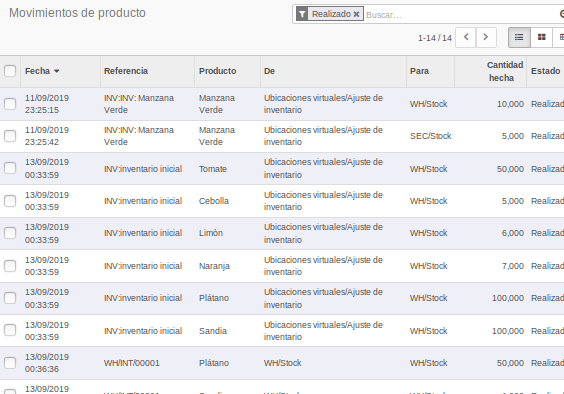 Movimientos de producto
Realizado ✖ Buscar...
1-14 / 14
Fecha Referencia Producto De Para Cantidad hecha Estado
11/09/2019 23:25:15 INV:INV: Manzana Verde Manzana Verde Ubicaciones virtuales/Ajuste de inventario WH/Stock 10,000 Realizad
11/09/2019 23:25:42 INV:INV: Manzana Verde Manzana Verde Ubicaciones virtuales/Ajuste de inventario SEC/Stock 5,000 Realizad
13/09/2019 00:33:59 INV:inventario inicial Tomate Ubicaciones virtuales/Ajuste de inventario WH/Stock 50,000 Realizad
13/09/2019 00:33:59 INV:inventario inicial Cebolla Ubicaciones virtuales/Ajuste de inventario WH/Stock 5,000 Realizad
13/09/2019 00:33:59 INV:inventario inicial Limòn Ubicaciones virtuales/Ajuste de inventario WH/Stock 6,000 Realizad
13/09/2019 00:33:59 INV:inventario inicial Naranja Ubicaciones virtuales/Ajuste de inventario WH/Stock 7,000 Realizad
13/09/2019 00:33:59 INV:inventario inicial Plátano Ubicaciones virtuales/Ajuste de inventario WH/Stock 100,000 Realizad
13/09/2019 00:33:59 INV:inventario inicial Sandia Ubicaciones virtuales/Ajuste de inventario WH/Stock 100,000 Realizad
13/09/2019 00:36:36 WH/INT/00001 Plátano WH/Stock WH/Stock 50,000 Realizad
13/09/2019